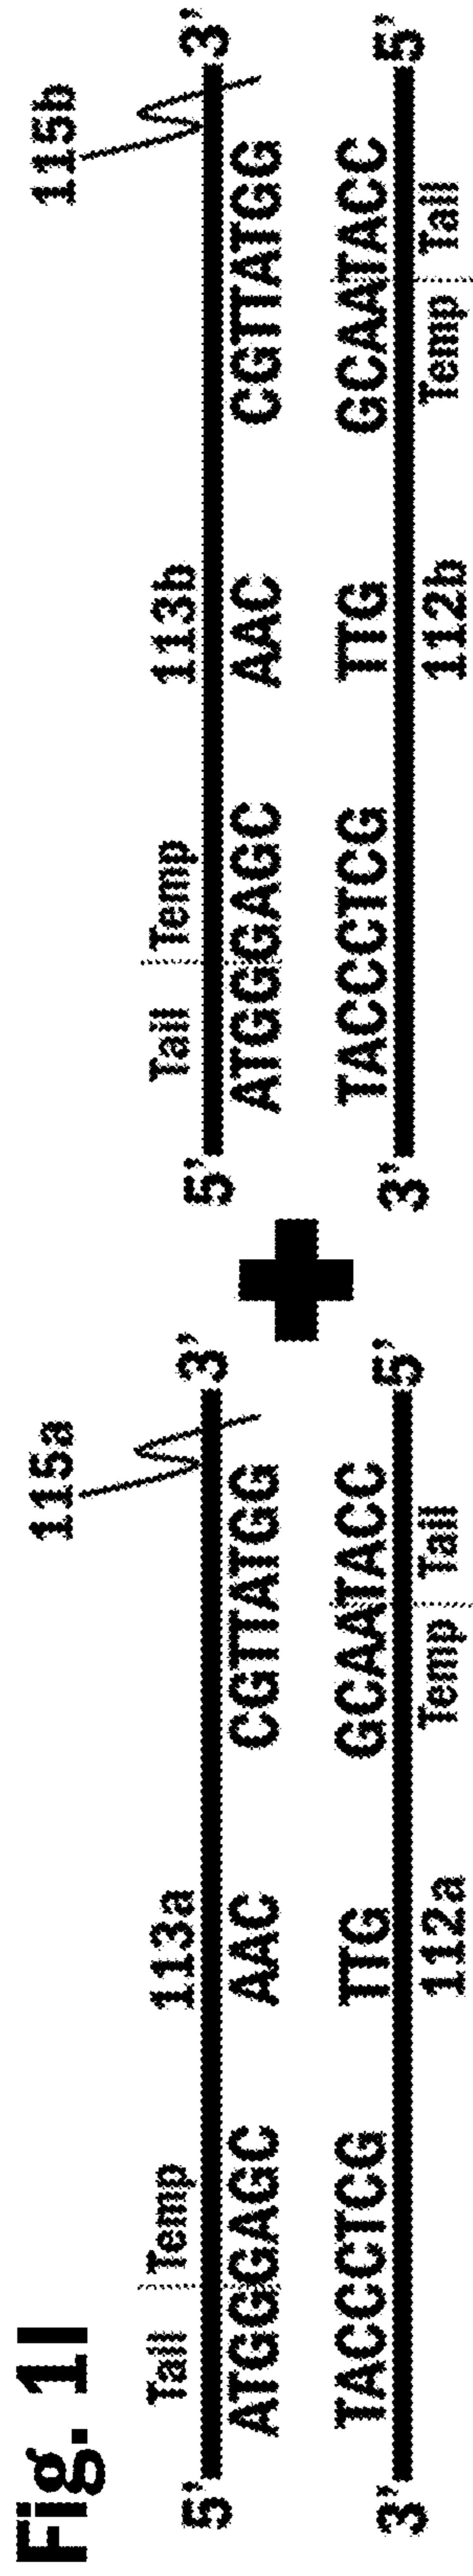 Fig. 1I
115a
115b
Tail Temp 113a
Tail Temp 113b
5' 3'
5' 3'
ATGGGAGC AAC CGTTATGG
ATGGGAGC AAC CGTTATGG
TACCCTCG TTG GCAATACC
TACCCTCG TTG GCAATACC
3' 5'
3' 5'
112a Temp Tail
112b Temp Tail